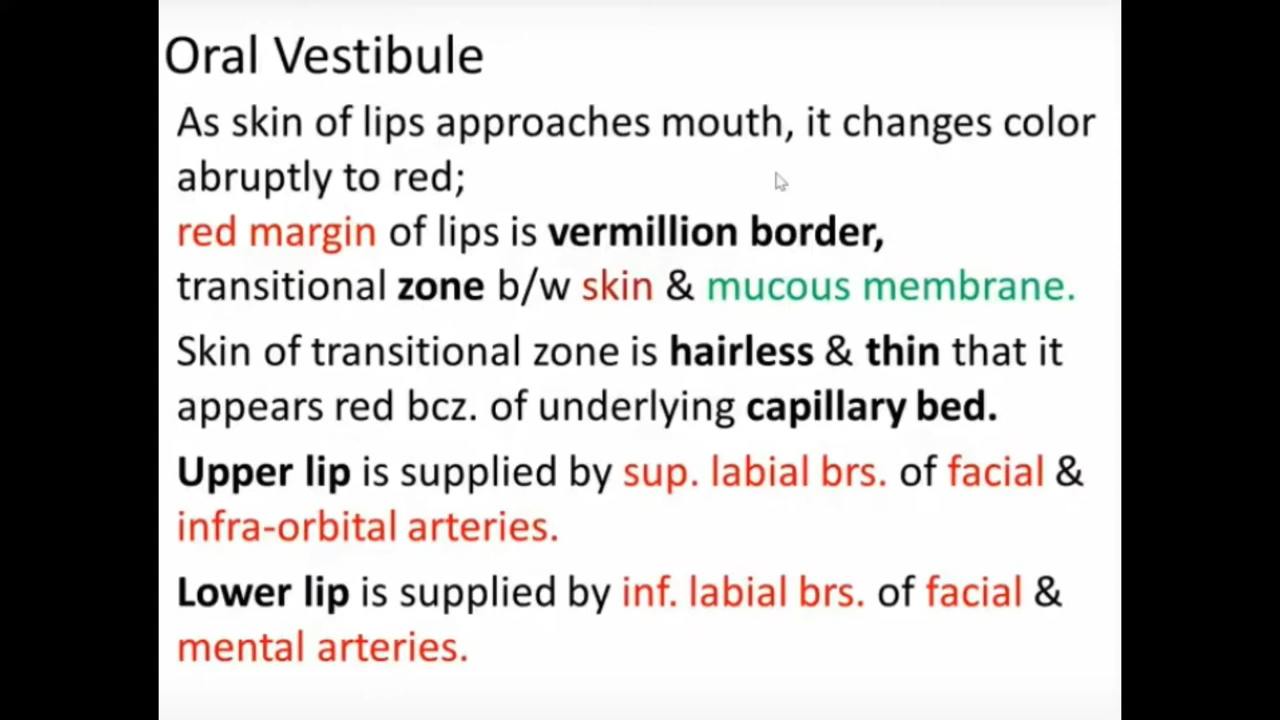 Oral Vestibule
As skin of lips approaches mouth, it changes color
abruptly to red;
red margin of lips is vermillion border,
transitional zone b/w skin & mucous membrane.
Skin of transitional zone is hairless & thin that it
appears red bcz. of underlying capillary bed.
Upper lip is supplied by sup. labial brs. of facial &
infra-orbital arteries.
Lower lip is supplied by inf. labial brs. of facial &
mental arteries.